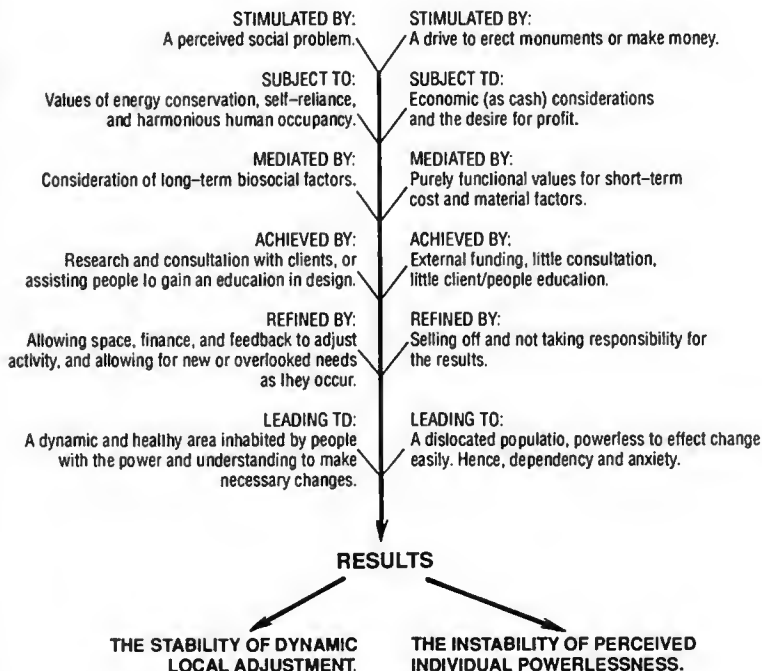 STIMULATED BY:
A perceived social problem.
STIMULATED BY:
A drive to erect monuments or make money.
SUBJECT TO:
Values of energy conservation, self–reliance,
and harmonious human occupancy.
SUBJECT TD:
Economic (as cash) considerations
and the desire for profit.
MEDIATED BY:
Consideration of long–term biosocial factors.
MEDIATED BY:
Purely functional values for short–term
cost and material factors.
ACHIEVED BY:
Research and consultation with clients, or
assisting people lo gain an education in design.
ACHIEVED BY:
External funding, little consultation,
little client/people education.
REFINED BY:
Allowing space, finance, and feedback to adjust
activity, and allowing for new or overlooked needs
as lhey occur.
REFINED BY:
Selling off and not taking responsibility for
the results.
LEADING TD:
A dynamic and healthy area inhabited by people
with the power and understanding to make
necessary changes.
LEADING TO:
A dislocated populatio, powerless to effect change
easily. Hence, dependency and anxiety.
RESULTS
THE STABILITY OF DYNAMIC
LOCAL ADJUSTMENT.
THE INSTABILITY OF PERCEIVED
INDIVIDUAL POWERLESSNESS.